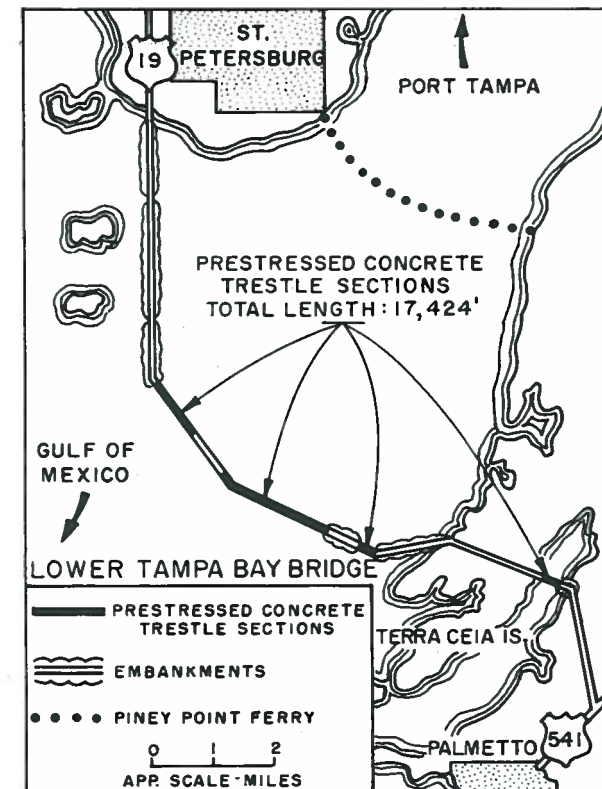 19
ST.
PETERSBURG
PORT TAMPA
PRESTRESSED CONCRETE
TRESTLE SECTIONS
TOTAL LENGTH: 17,424'
GULF OF
MEXICO
LOWER TAMPA BAY BRIDGE
PRESTRESSED CONCRETE
TRESTLE SECTIONS
EMBANKMENTS
PINEY POINT FERRY
0 1 2
APP. SCALE-MILES
TERRA CEIA IS.
PALMETTO
541